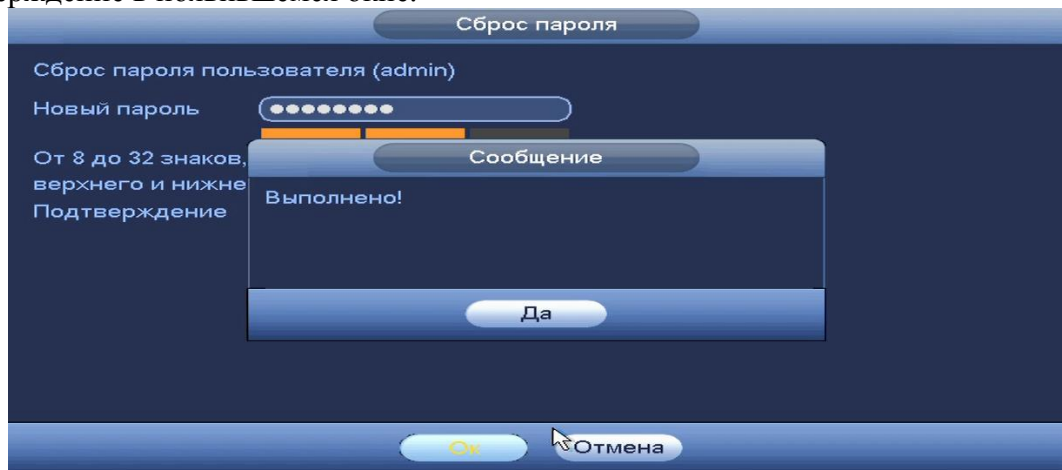 Сброс пароля
Сброс пароля пользователя (admin)
Новый пароль
От 8 до 32 знаков,
верхнего и нижне
Подтверждение
Сообщение
Выполнено!
Да
Ок
Отмена